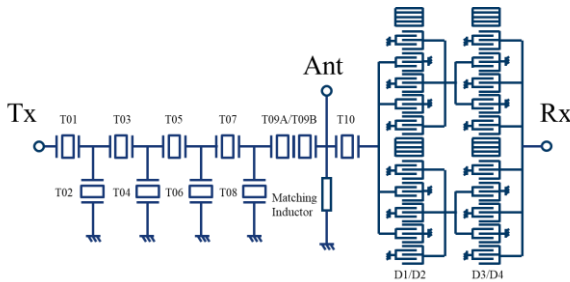 Ant
Tx
T01
T03
T05
T07
T09A/T09B
T10
Rx
T02
T04
T06
T08
Matching
Inductor
D1/D2
D3/D4